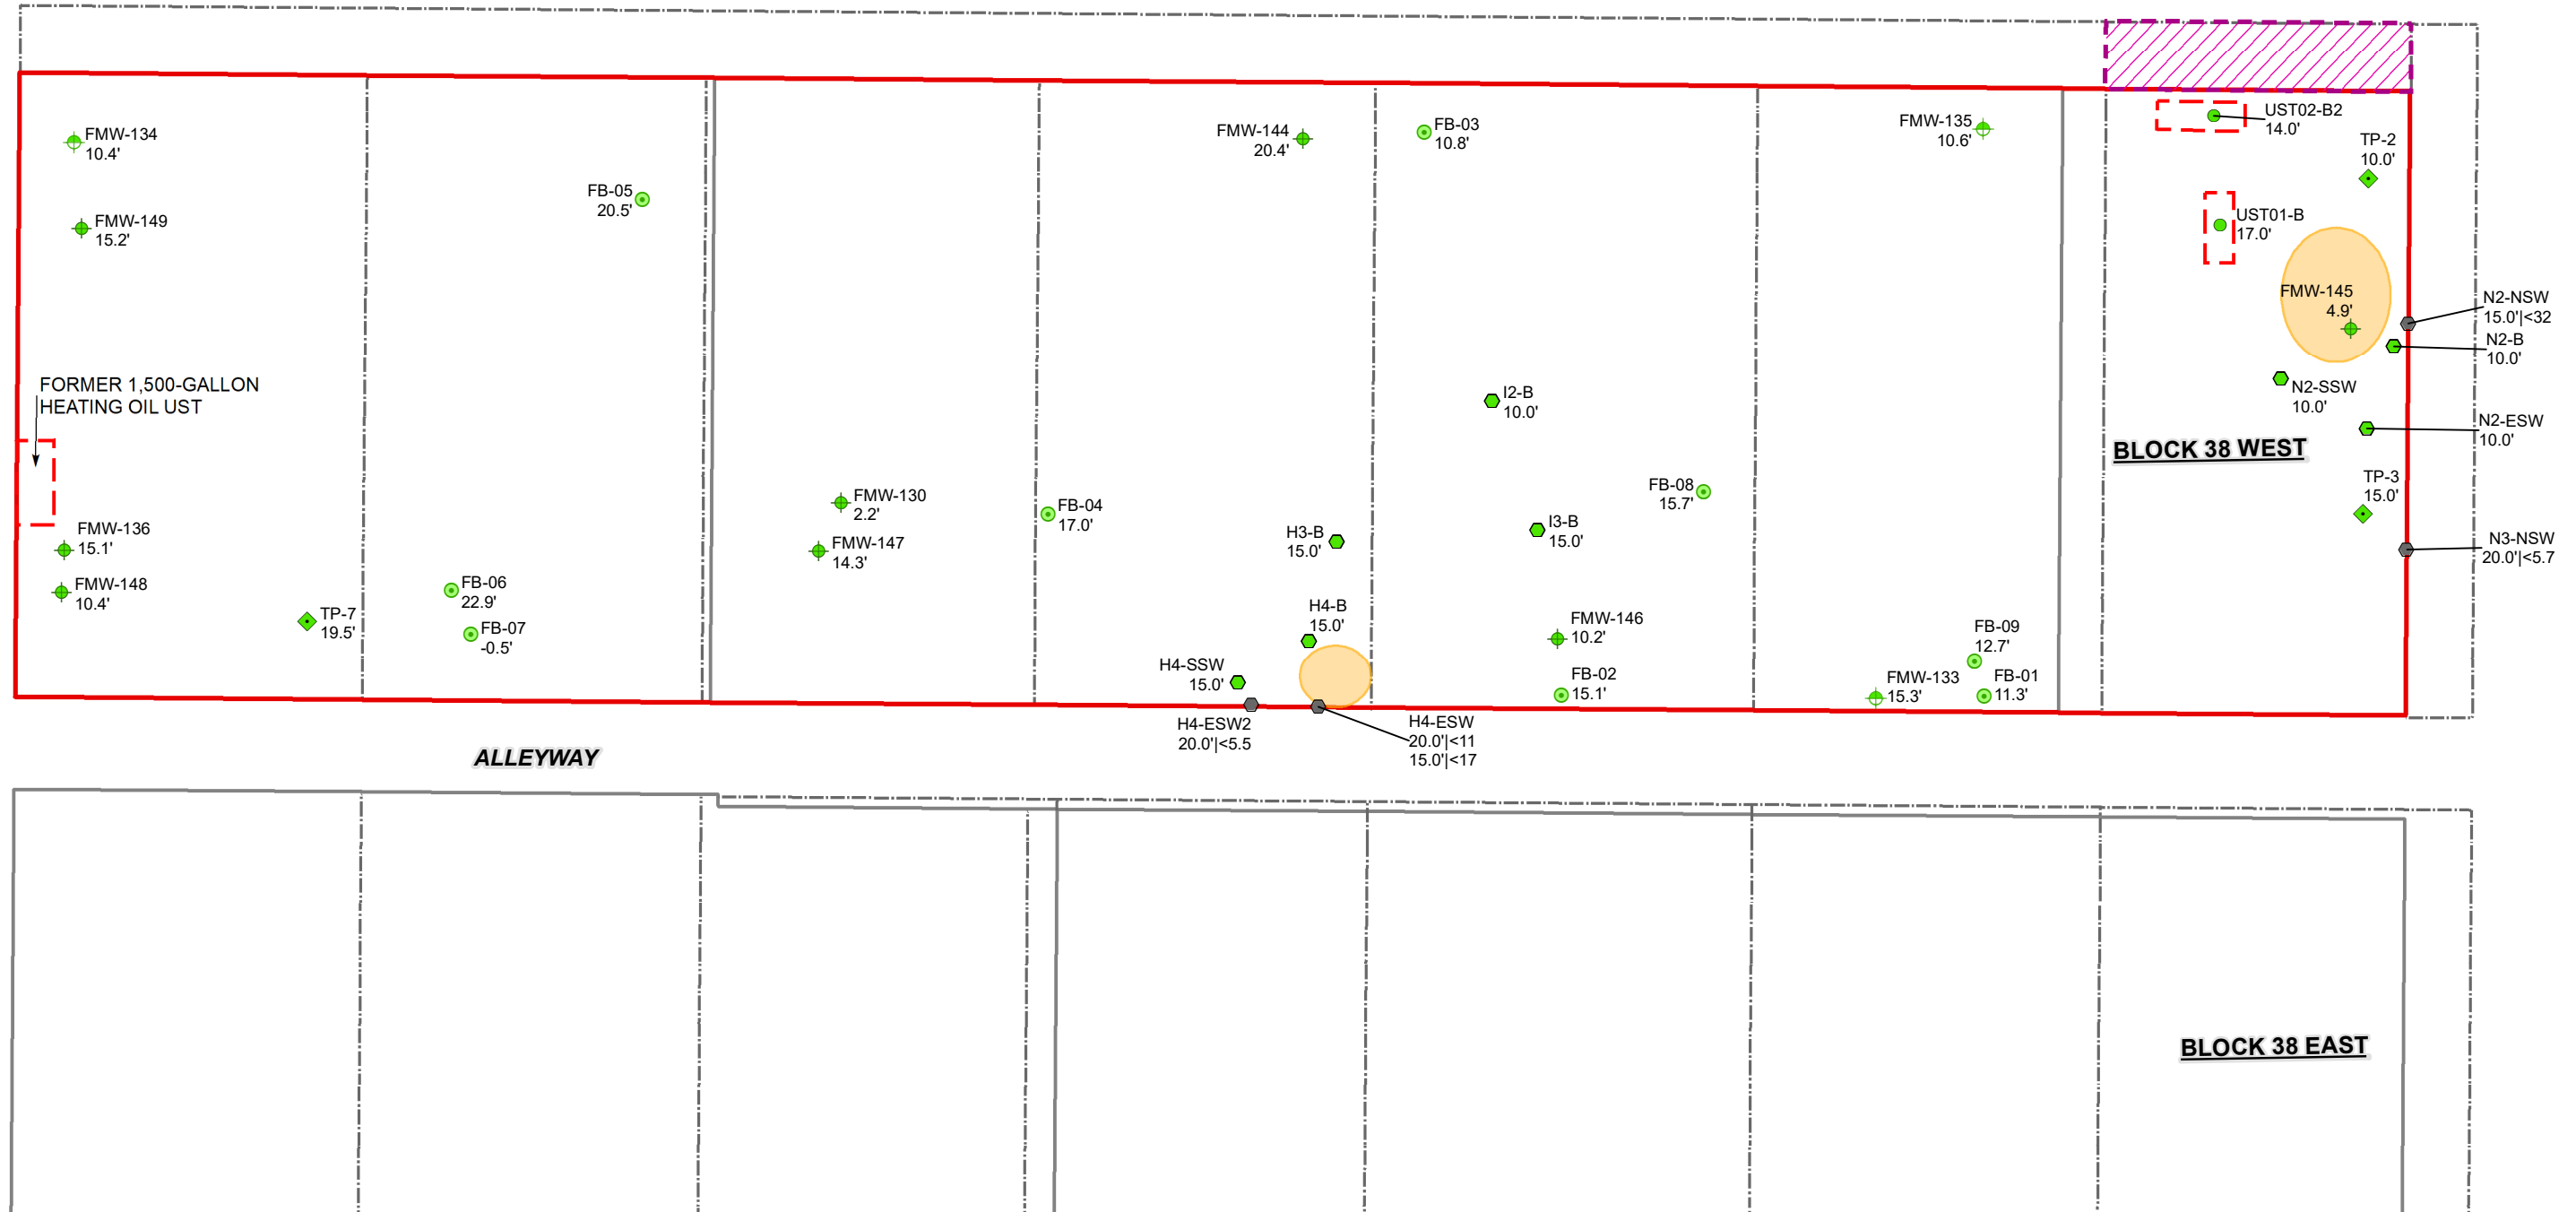 FMW-134
10.4'
FMW-149
15.2'
FB-05
20.5'
FMW-144
20.4'
FB-03
10.8'
FMW-135
10.6'
UST02-B2
14.0'
TP-2
10.0'
UST01-B
17.0'
FMW-145
4.9'
N2-NSW
15.0'|<32
N2-B
10.0'
N2-SSW
10.0'
N2-ESW
10.0'
BLOCK 38 WEST
TP-3
15.0'
N3-NSW
20.0'|<5.7
FORMER 1,500-GALLON
HEATING OIL UST
FMW-136
15.1'
FMW-148
10.4'
TP-7
19.5'
FB-06
22.9'
FB-07
-0.5'
FMW-130
2.2'
FMW-147
14.3'
FB-04
17.0'
I2-B
10.0'
I3-B
15.0'
FB-08
15.7'
H3-B
15.0'
H4-B
15.0'
H4-SSW
15.0'
FMW-146
10.2'
FB-02
15.1'
FB-09
12.7'
FMW-133
15.3'
FB-01
11.3'
H4-ESW2
20.0'|<5.5
H4-ESW
20.0'|<11
15.0'|<17
ALLEYWAY
BLOCK 38 EAST